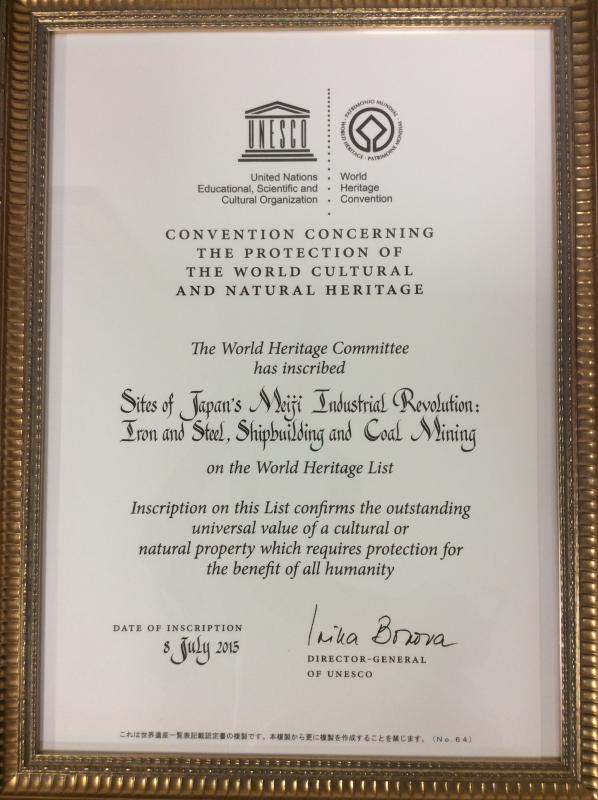 UNESCO
PATRIMONIO MUNDIAL
WORLD HERITAGE
PATRIMOINE MONDIAL
United Nations
Educational, Scientific and
Cultural Organization
World
Heritage
Convention
CONVENTION CONCERNING
THE PROTECTION OF
THE WORLD CULTURAL
AND NATURAL HERITAGE
The World Heritage Committee
has inscribed
Sites of Japan's Meiji Industrial Revolution:
Iron and Steel, Shipbuilding and Coal Mining
on the World Heritage List
Inscription on this List confirms the outstanding
universal value of a cultural or
natural property which requires protection for
the benefit of all humanity
DATE OF INSCRIPTION
8 July 2015
Irina Bokova
DIRECTOR-GENERAL
OF UNESCO
これは世界遺産一覧表記載認定書の複製です。本複製から更に複製を作成することを禁じます。（No.64）